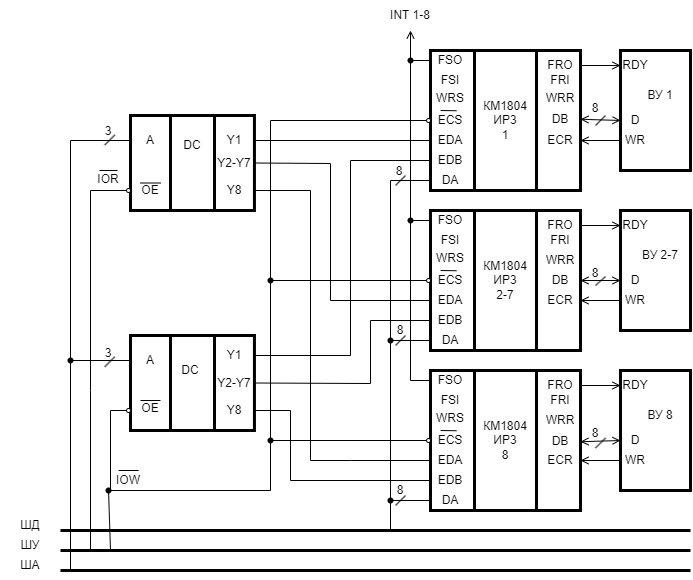 INT 1-8
FSO
FSI
WRS
ECS
EDA
EDB
DA
КМ1804
ИР3
1
FRO
FRI
WRR
DB
ECR
8
RDY
ВУ 1
D
WR
8
3
A
OE
DC
Y1
Y2-Y7
Y8
IOR
FSO
FSI
WRS
ECS
EDA
EDB
DA
КМ1804
ИР3
2-7
FRO
FRI
WRR
DB
ECR
8
RDY
ВУ 2-7
D
WR
8
3
A
OE
DC
Y1
Y2-Y7
Y8
IOW
FSO
FSI
WRS
ECS
EDA
EDB
DA
КМ1804
ИР3
8
FRO
FRI
WRR
DB
ECR
8
RDY
ВУ 8
D
WR
8
ШД
ШУ
ША